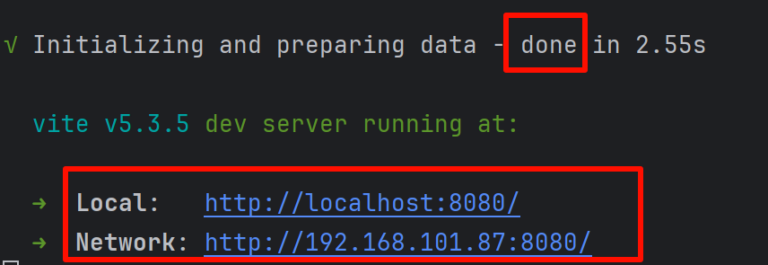 √ Initializing and preparing data - done in 2.55s
vite v5.3.5 dev server running at:
➜ Local: http://localhost:8080/
➜ Network: http://192.168.101.87:8080/